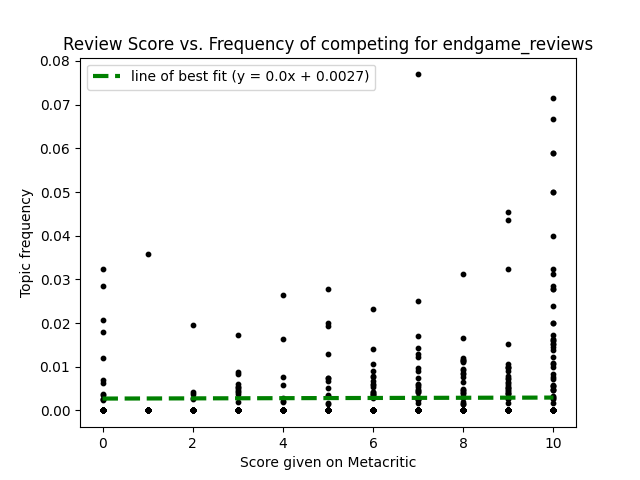 Review Score vs. Frequency of competing for endgame_reviews
line of best fit (y = 0.0x + 0.0027)
0.08
0.07
0.06
0.05
0.04
0.03
0.02
0.01
0.00
Topic frequency
0 2 4 6 8 10
Score given on Metacritic